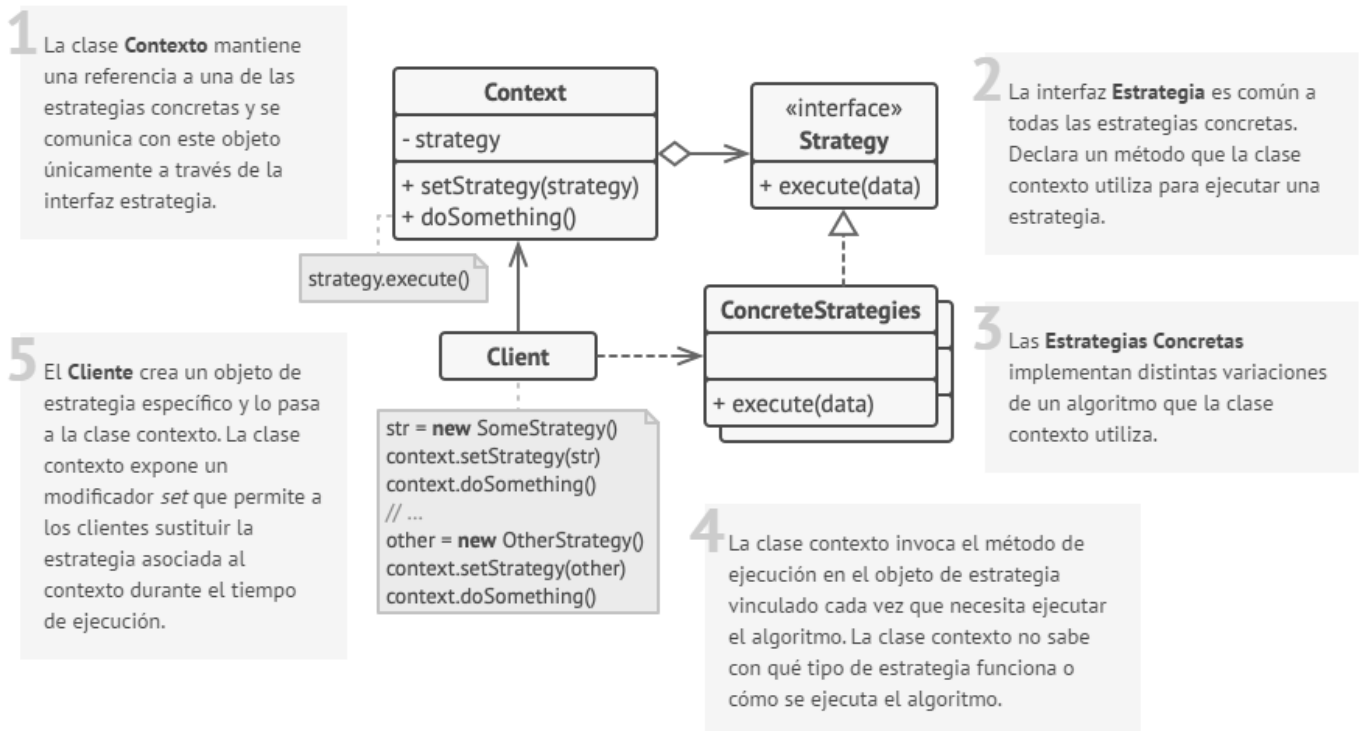 1
La clase Contexto mantiene
una referencia a una de las
estrategias concretas y se
comunica con este objeto
únicamente a través de la
interfaz estrategia.
Context
- strategy
+ setStrategy(strategy)
+ doSomething()
strategy.execute()
«interface»
Strategy
+ execute(data)
2
La interfaz Estrategia es común a
todas las estrategias concretas.
Declara un método que la clase
contexto utiliza para ejecutar una
estrategia.
ConcreteStrategies
+ execute(data)
3
Las Estrategias Concretas
implementan distintas variaciones
de un algoritmo que la clase
contexto utiliza.
Client
str = new SomeStrategy()
context.setStrategy(str)
context.doSomething()
// ...
other = new OtherStrategy()
context.setStrategy(other)
context.doSomething()
4
La clase contexto invoca el método de
ejecución en el objeto de estrategia
vinculado cada vez que necesita ejecutar
el algoritmo. La clase contexto no sabe
con qué tipo de estrategia funciona o
cómo se ejecuta el algoritmo.
5
El Cliente crea un objeto de
estrategia específico y lo pasa
a la clase contexto. La clase
contexto expone un
modificador set que permite a
los clientes sustituir la
estrategia asociada al
contexto durante el tiempo
de ejecución.